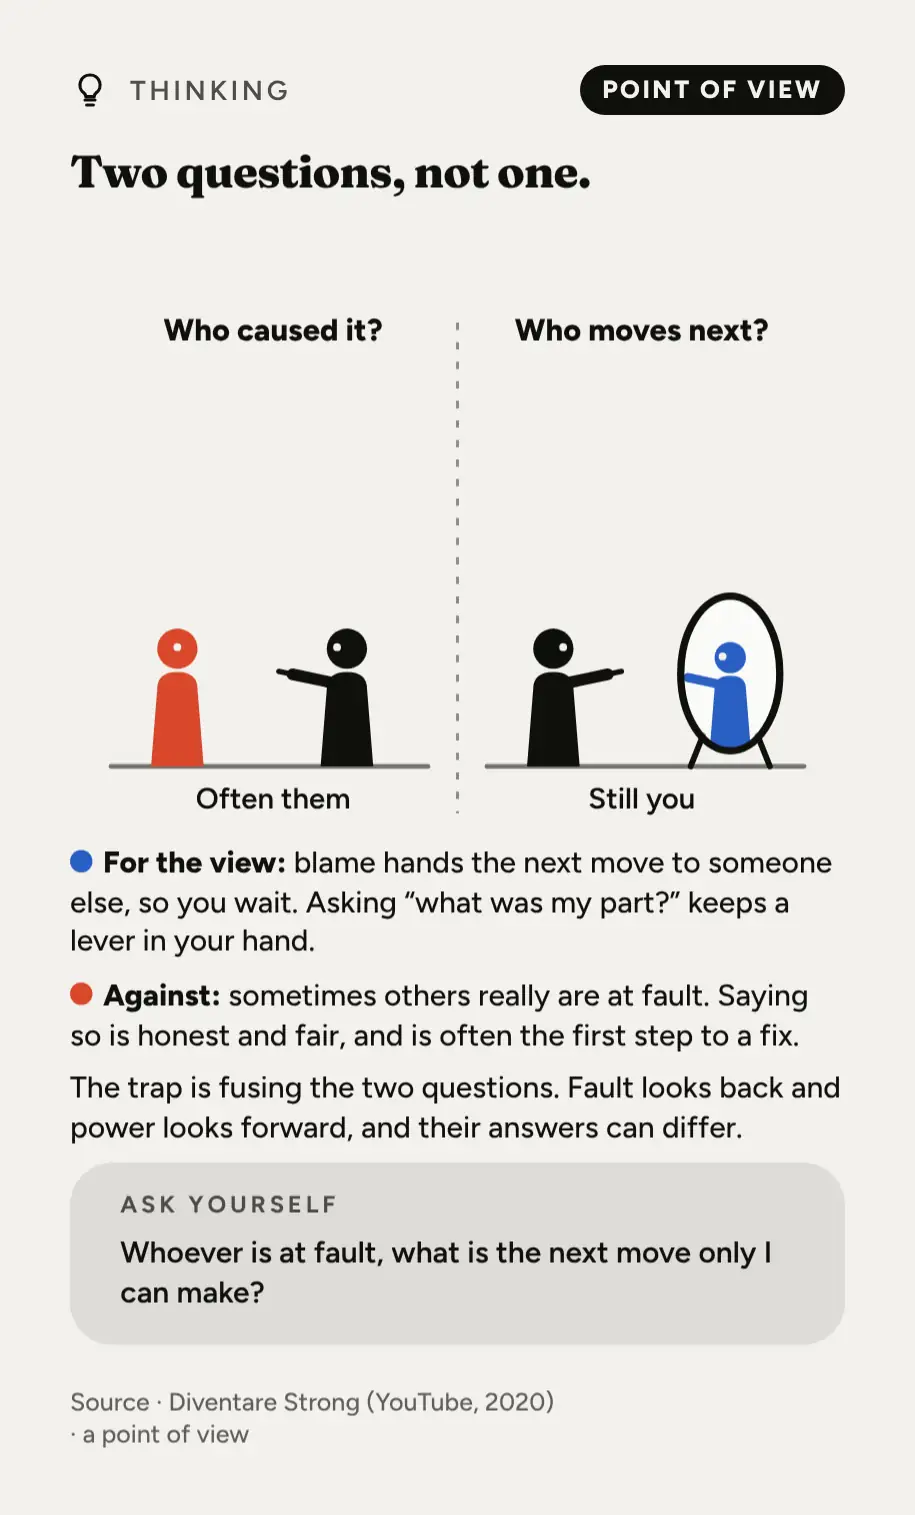 THINKING
POINT OF VIEW
Two questions, not one.
Who caused it?
Who moves next?
Often them
Still you
For the view: blame hands the next move to someone
else, so you wait. Asking “what was my part?” keeps a
lever in your hand.
Against: sometimes others really are at fault. Saying
so is honest and fair, and is often the first step to a fix.
The trap is fusing the two questions. Fault looks back and
power looks forward, and their answers can differ.
ASK YOURSELF
Whoever is at fault, what is the next move only I
can make?
Source · Diventare Strong (YouTube, 2020)
· a point of view